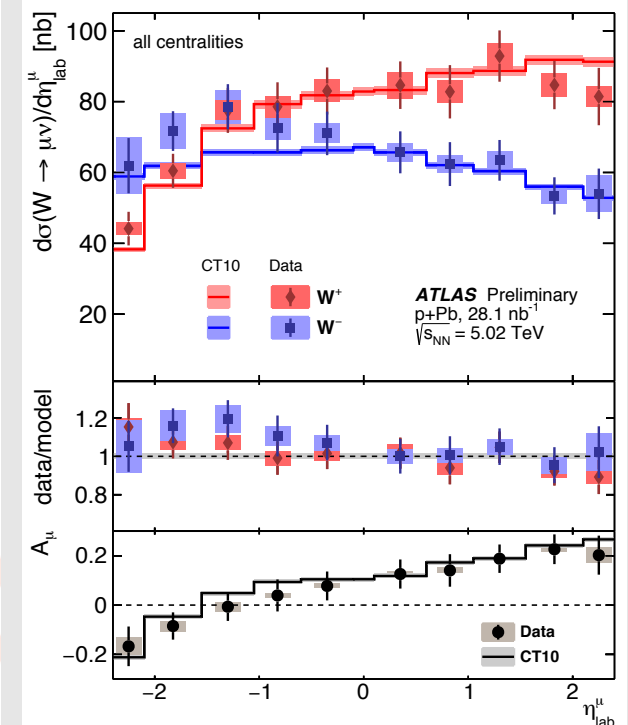 dσ(W → μν)/dη^μ_lab [nb]
100
80
60
40
20
all centralities
CT10 Data
W⁺
W⁻
ATLAS Preliminary
p+Pb, 28.1 nb⁻¹
√s_NN = 5.02 TeV
data/model
1.2
1
0.8
A_μ
0.2
0
−0.2
Data
CT10
−2 −1 0 1 2
η^μ_lab